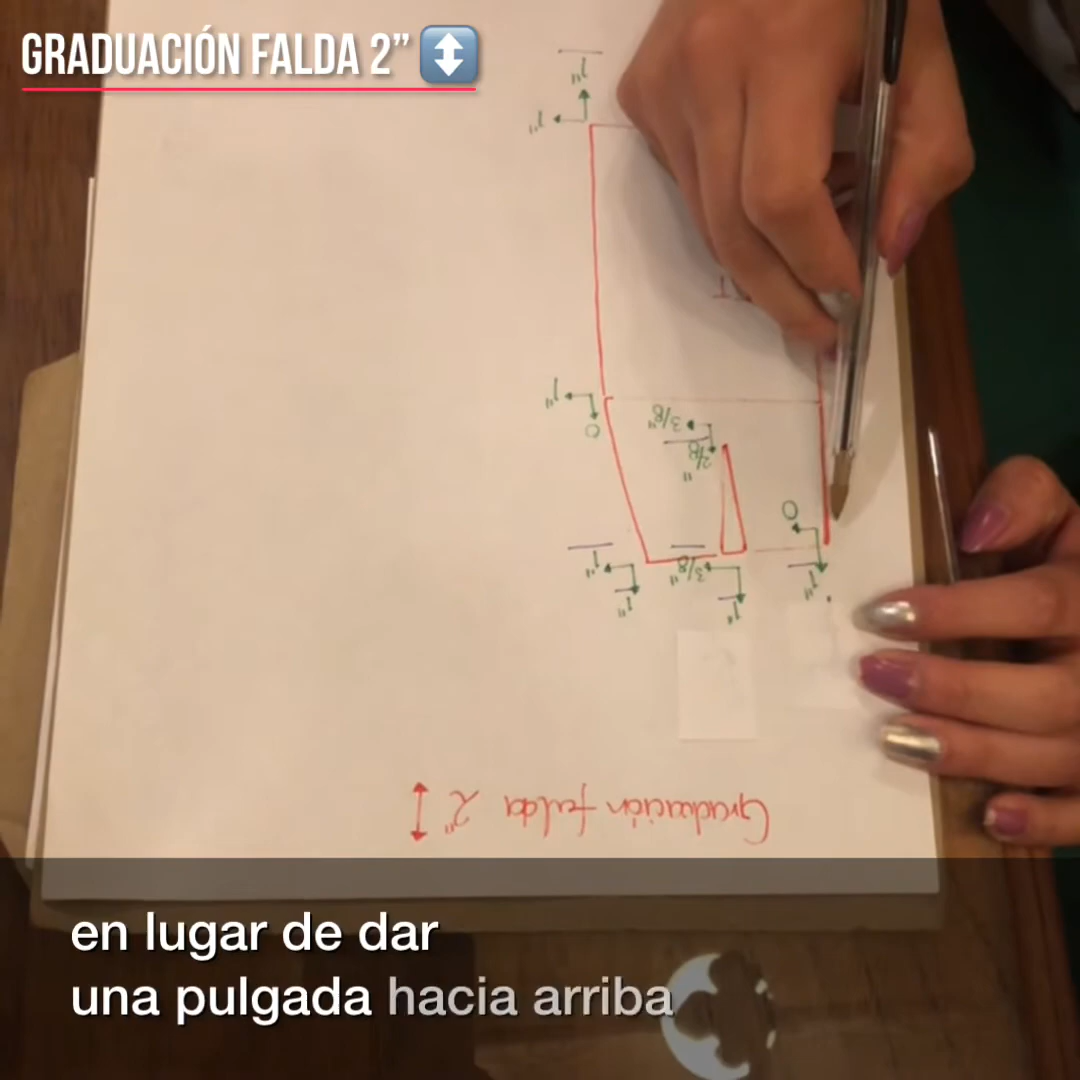 GRADUACIÓN FALDA 2”
1"
1"
T
1"
0
3/8"
2/8"
0
1"
1"
3/8"
1"
1"
Graduación falda 2"
en lugar de dar
una pulgada hacia arriba